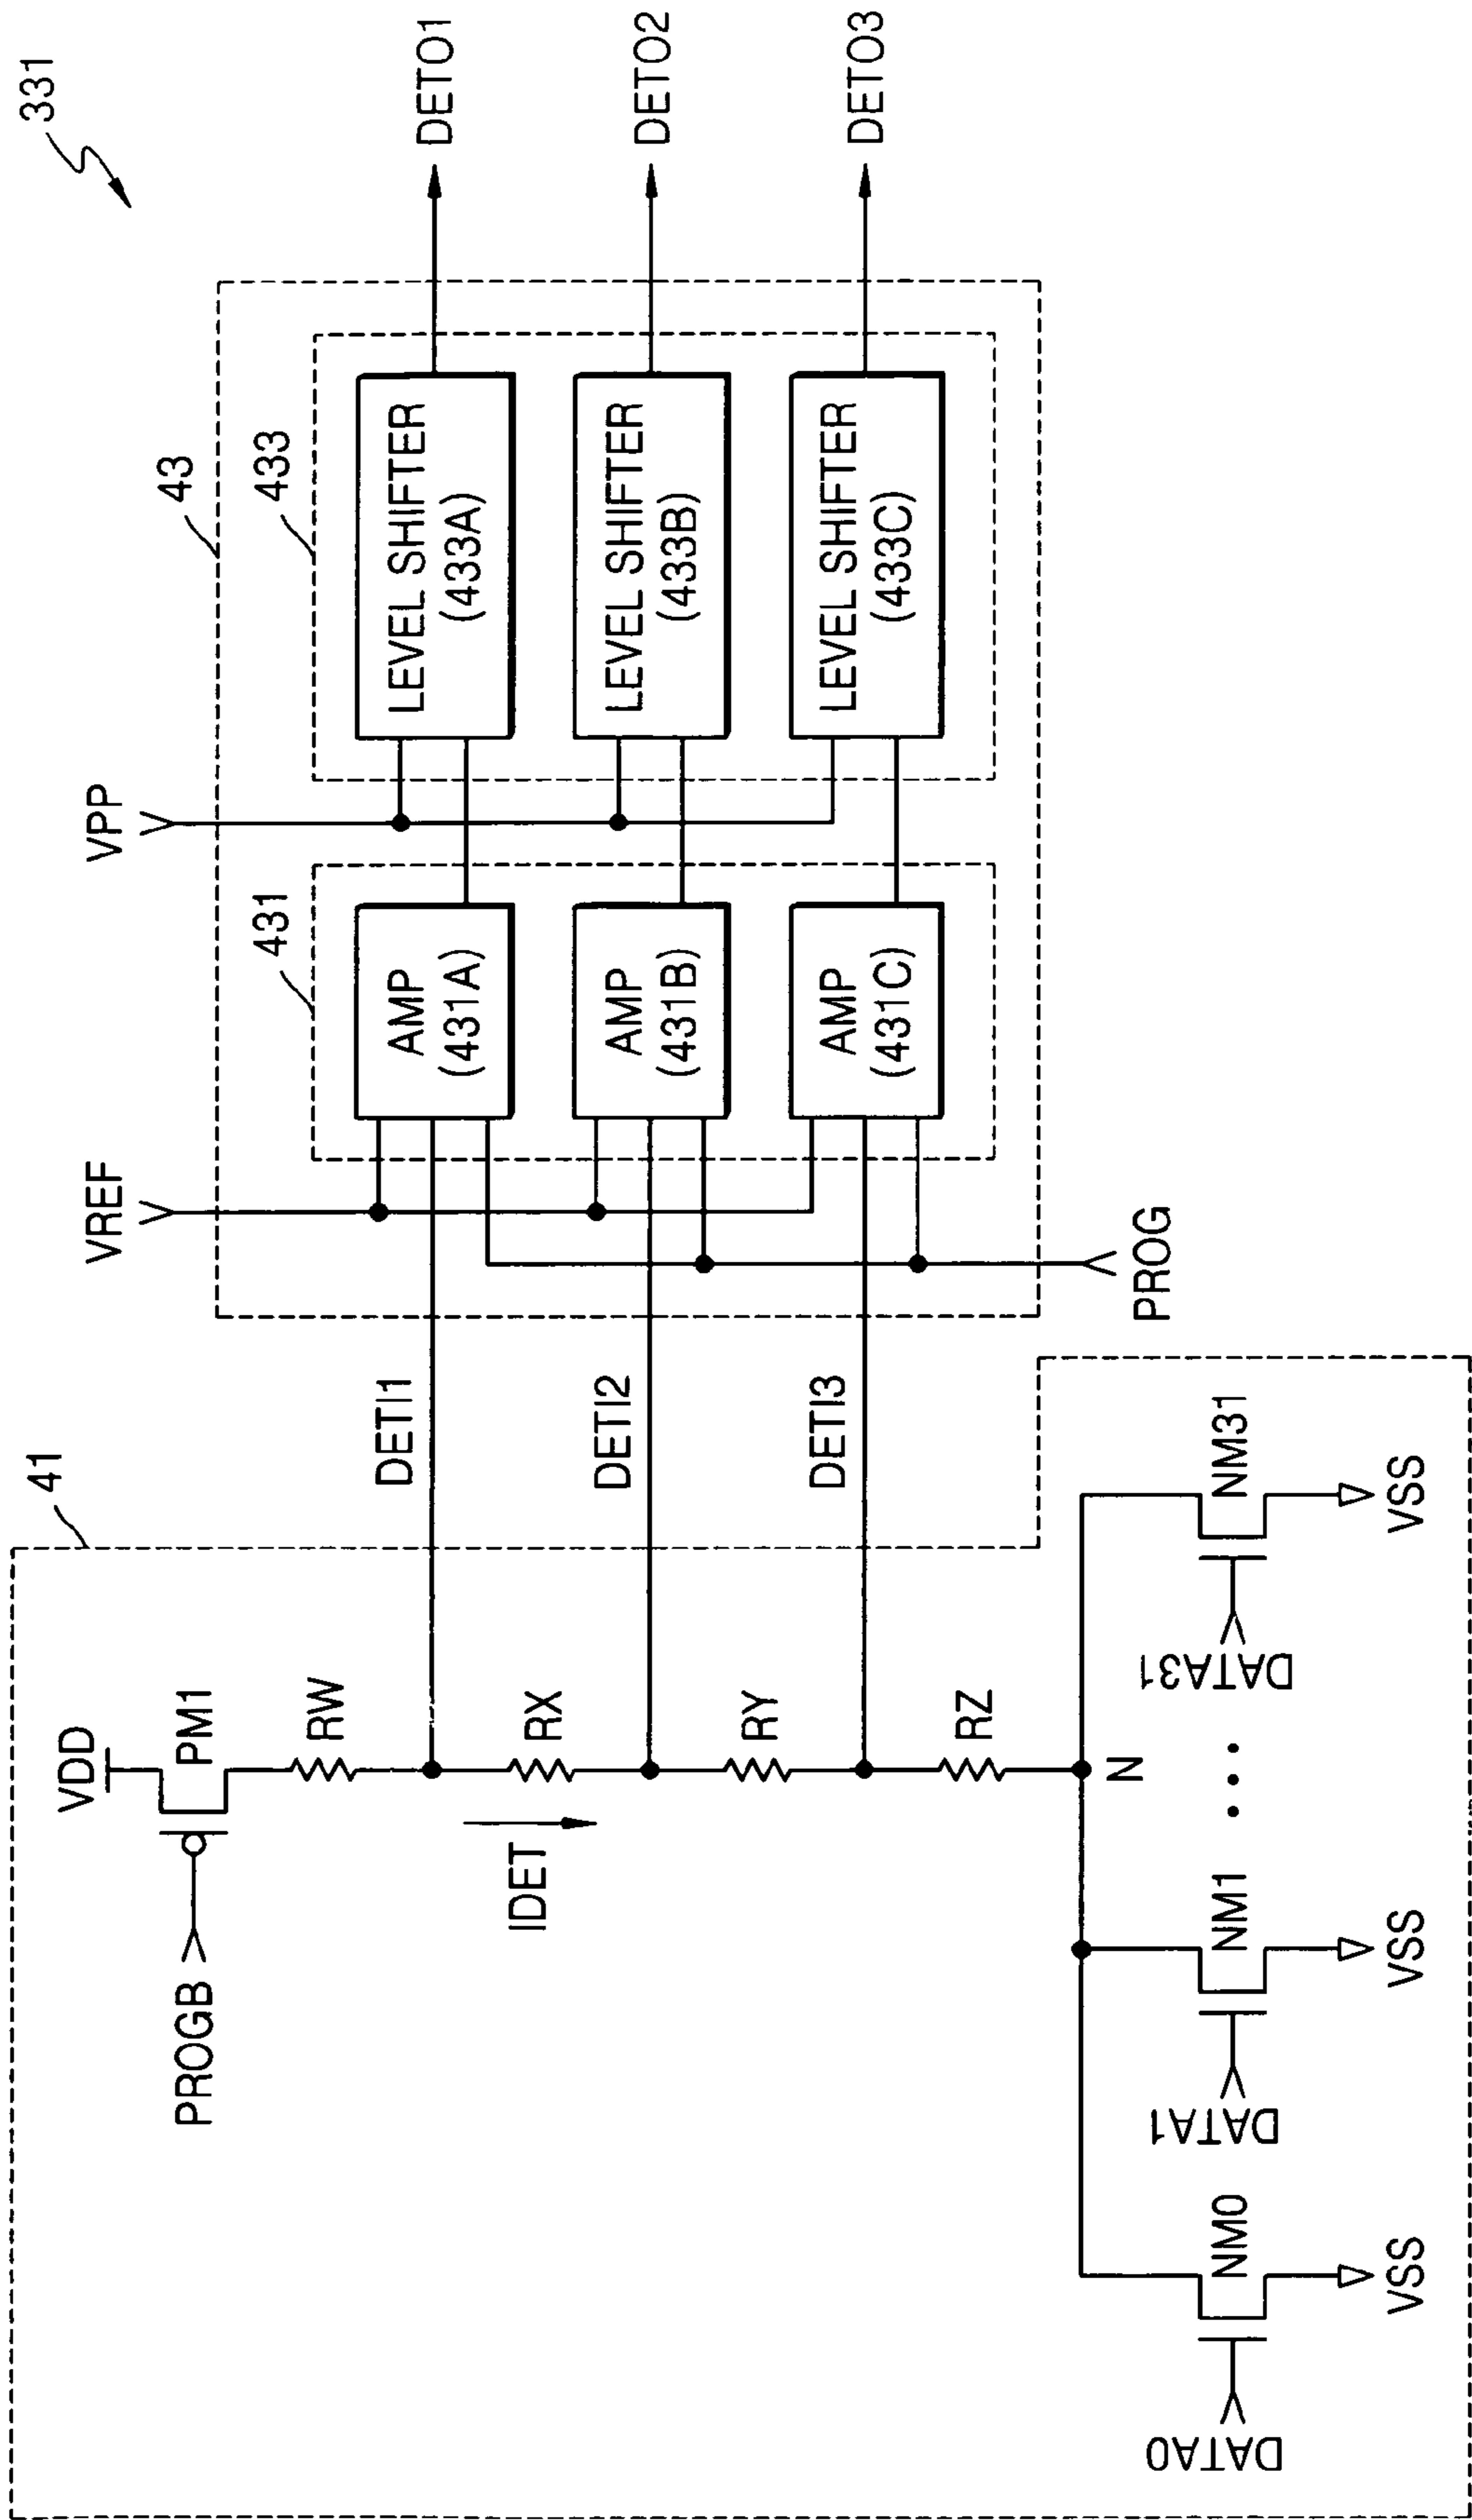 331
41
43
431
433
VDD
PROGB
PM1
RW
IDET
RX
RY
RZ
N
DATA0
NM0
VSS
DATA1
NM1
VSS
DATA31
NM31
VSS
DETI1
DETI2
DETI3
VREF
PROG
VPP
AMP
(431A)
AMP
(431B)
AMP
(431C)
LEVEL SHIFTER
(433A)
LEVEL SHIFTER
(433B)
LEVEL SHIFTER
(433C)
DETO1
DETO2
DETO3